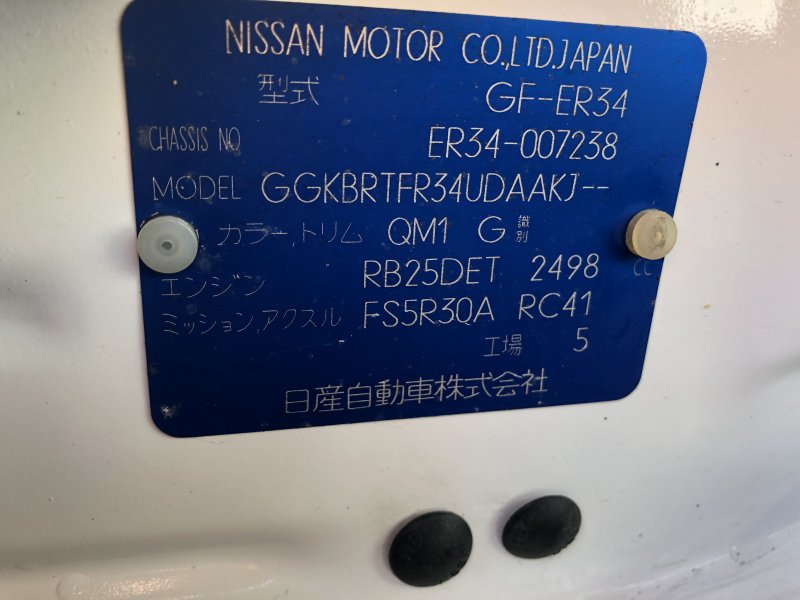 NISSAN MOTOR CO.,LTD.JAPAN
型式 GF-ER34
CHASSIS NO ER34-007238
MODEL GGKBRTFR34UDAAKJ--
カラー,トリム QM1 G 識別
エンジン RB25DET 2498 CC
ミッション,アクスル FS5R30A RC41
工場 5
日産自動車株式会社